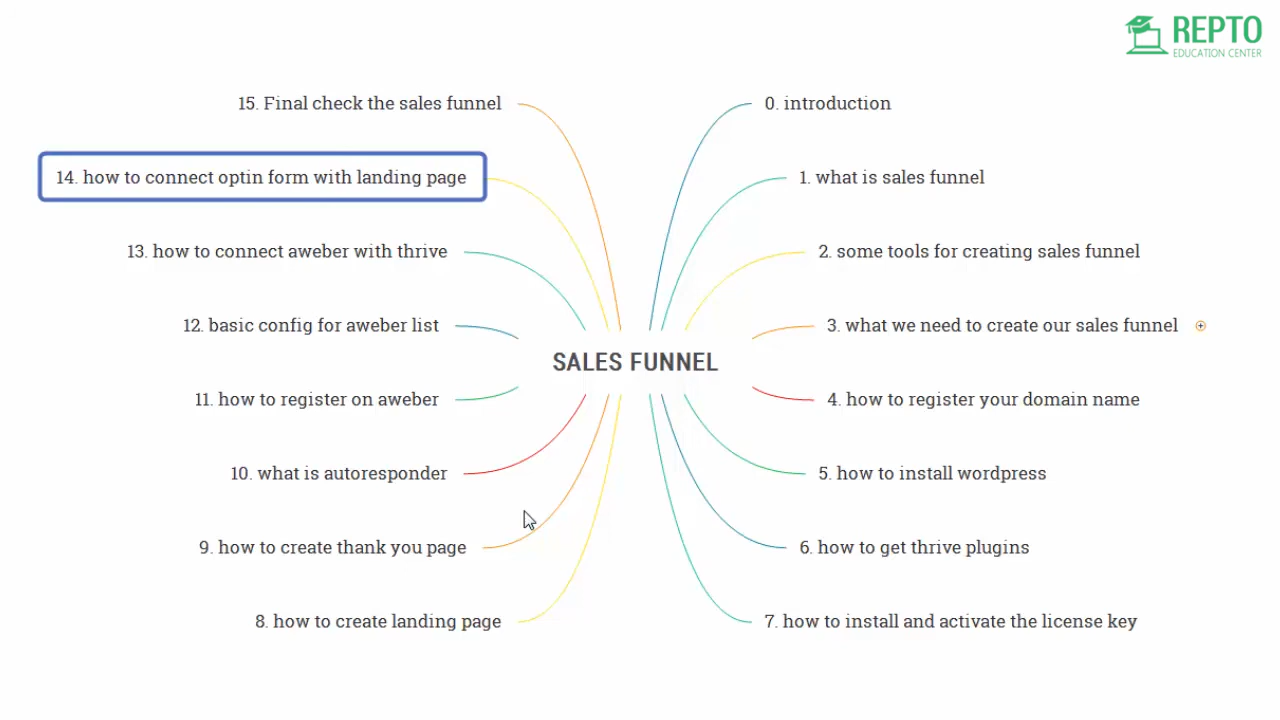 REPTO
EDUCATION CENTER
15. Final check the sales funnel
0. introduction
14. how to connect optin form with landing page
1. what is sales funnel
13. how to connect aweber with thrive
2. some tools for creating sales funnel
12. basic config for aweber list
3. what we need to create our sales funnel
SALES FUNNEL
11. how to register on aweber
4. how to register your domain name
10. what is autoresponder
5. how to install wordpress
9. how to create thank you page
6. how to get thrive plugins
8. how to create landing page
7. how to install and activate the license key